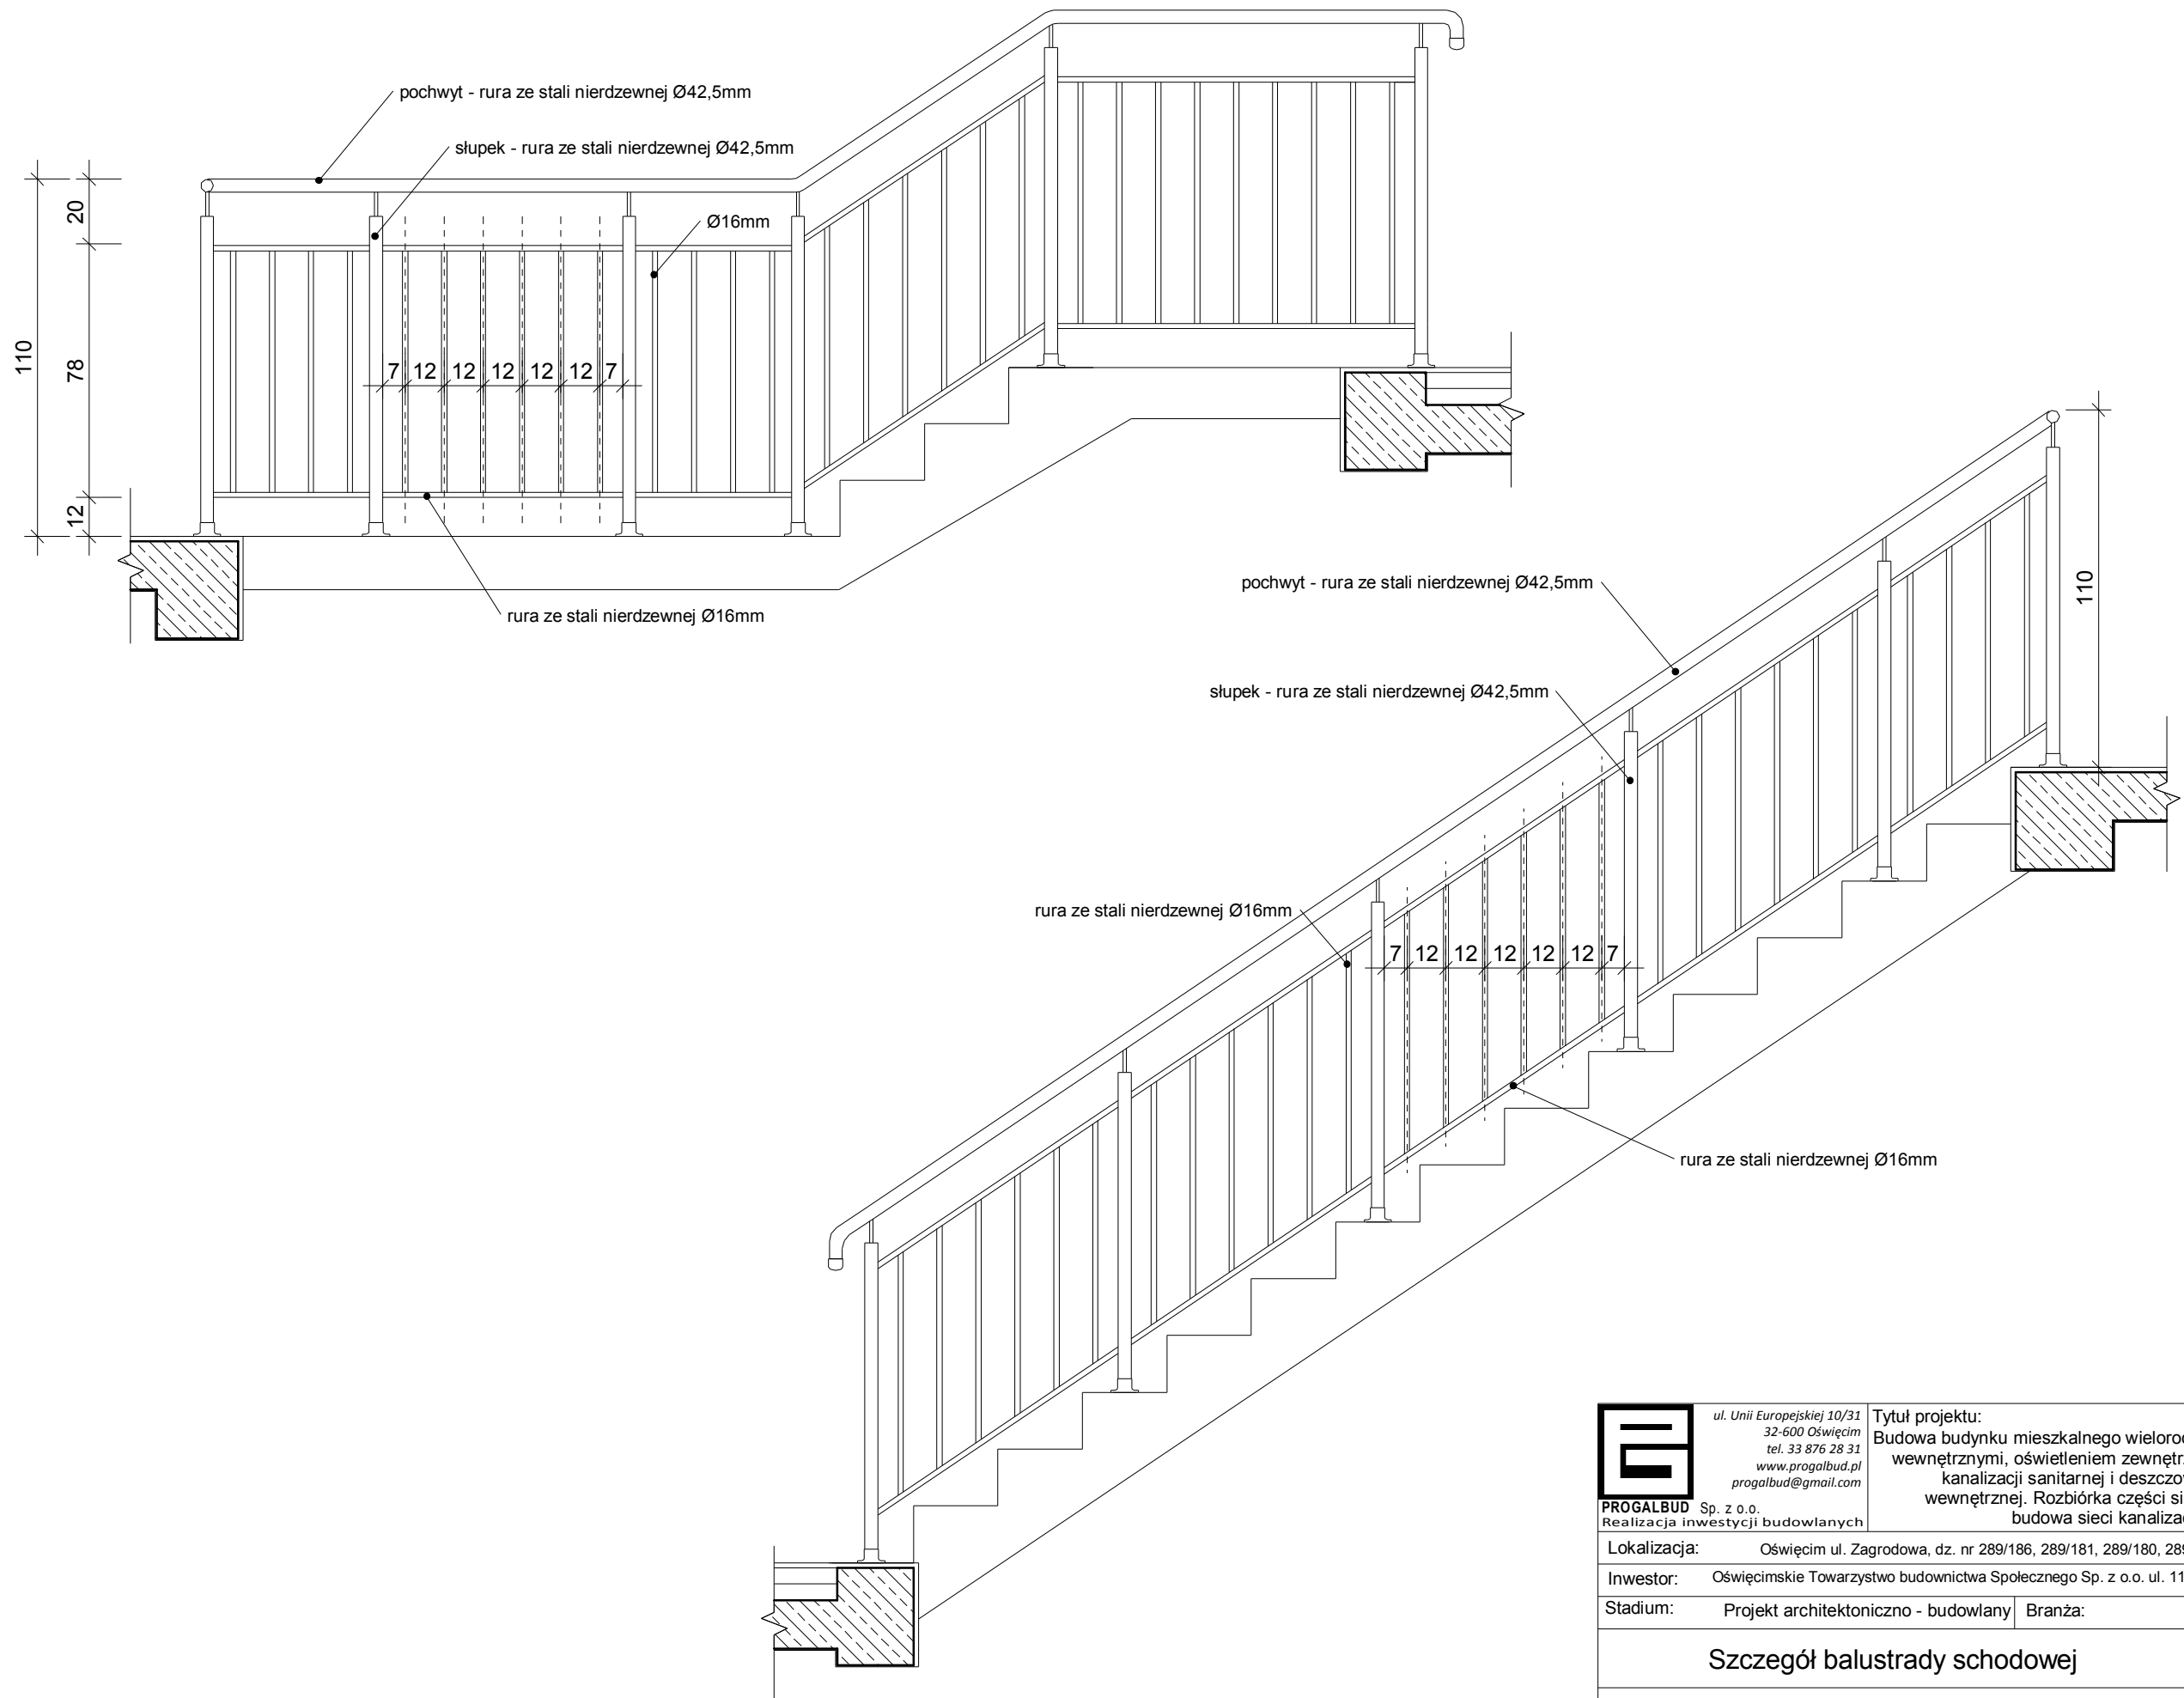 pochwyt - rura ze stali nierdzewnej Ø42,5mm
słupek - rura ze stali nierdzewnej Ø42,5mm
Ø16mm
20
110
78
12
7 12 12 12 12 12 7
rura ze stali nierdzewnej Ø16mm
pochwyt - rura ze stali nierdzewnej Ø42,5mm
110
słupek - rura ze stali nierdzewnej Ø42,5mm
rura ze stali nierdzewnej Ø16mm
7 12 12 12 12 12 7
rura ze stali nierdzewnej Ø16mm
ul. Unii Europejskiej 10/31
32-600 Oświęcim
tel. 33 876 28 31
www.progalbud.pl
progalbud@gmail.com
PROGALBUD Sp. z o.o.
Realizacja inwestycji budowlanych
Tytuł projektu:
Budowa budynku mieszkalnego wieloro
wewnętrznymi, oświetleniem zewnętr
kanalizacji sanitarnej i deszczo
wewnętrznej. Rozbiórka części si
budowa sieci kanaliza
Lokalizacja: Oświęcim ul. Zagrodowa, dz. nr 289/186, 289/181, 289/180, 28
Inwestor: Oświęcimskie Towarzystwo budownictwa Społecznego Sp. z o.o. ul. 11
Stadium: Projekt architektoniczno - budowlany Branża:
Szczegół balustrady schodowej